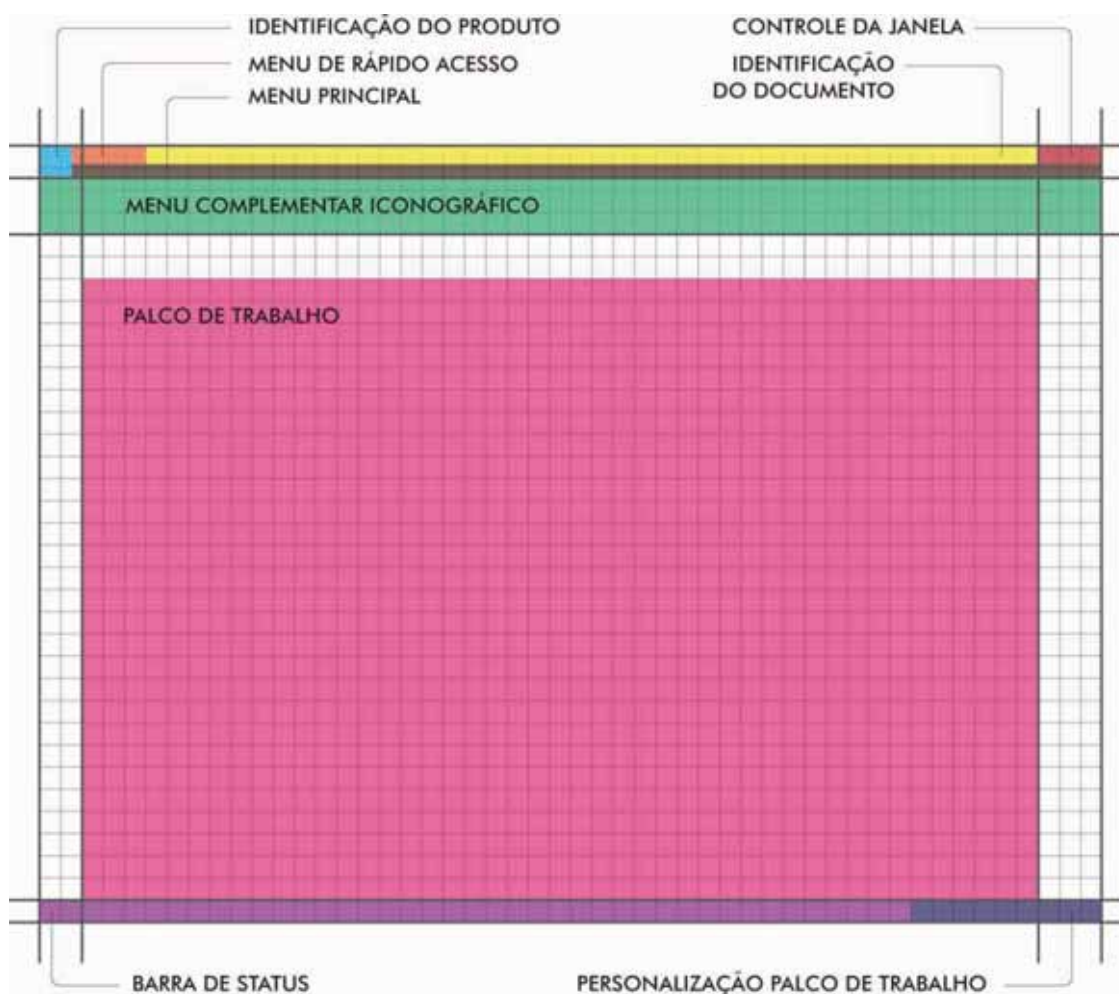 IDENTIFICAÇÃO DO PRODUTO
MENU DE RÁPIDO ACESSO
MENU PRINCIPAL
CONTROLE DA JANELA
IDENTIFICAÇÃO
DO DOCUMENTO
MENU COMPLEMENTAR ICONOGRÁFICO
PALCO DE TRABALHO
BARRA DE STATUS
PERSONALIZAÇÃO PALCO DE TRABALHO